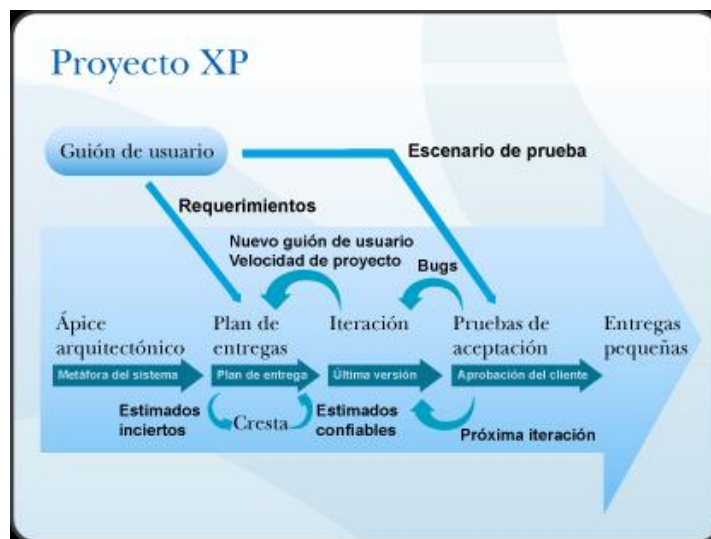 Proyecto XP
Guión de usuario
Escenario de prueba
Requerimientos
Nuevo guión de usuario
Velocidad de proyecto
Bugs
Ápice
arquitectónico
Plan de
entregas
Iteración
Pruebas de
aceptación
Entregas
pequeñas
Metáfora del sistema
Plan de entrega
Última versión
Aprobación del cliente
Estimados
inciertos
Cresta
Estimados
confiables
Próxima iteración